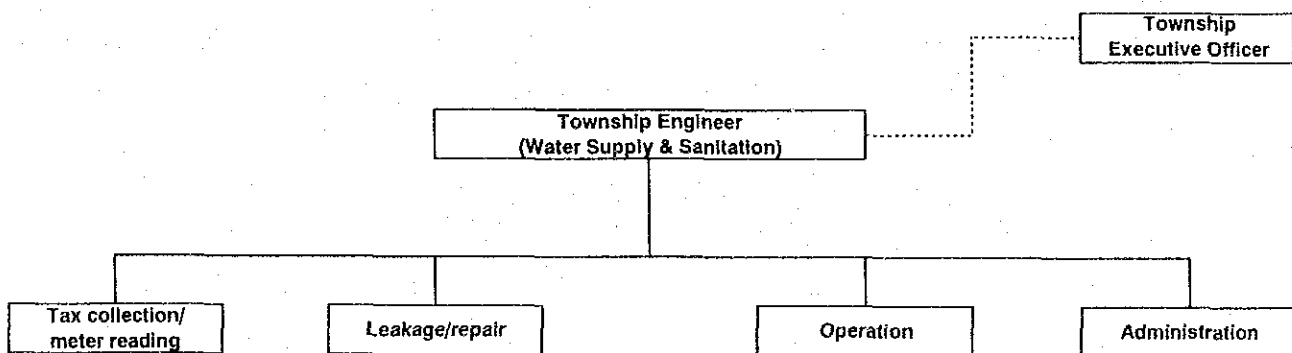 Township
Executive Officer
Township Engineer
(Water Supply & Sanitation)
Tax collection/
meter reading
Leakage/repair
Operation
Administration